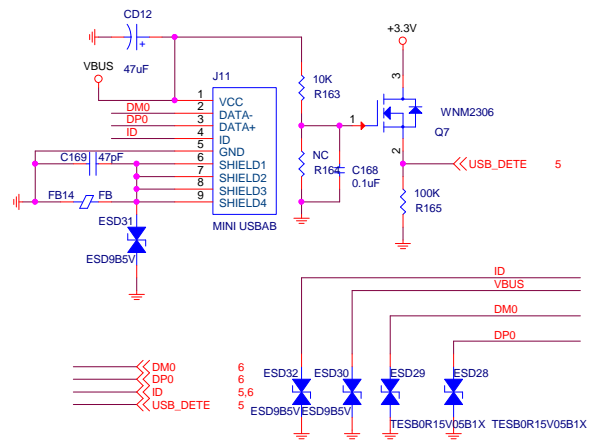 CD12
+3.3V
VBUS
47uF
J11
10K
R163
3
1 VCC
DM0 2 DATA-
DP0 3 DATA+
ID 4 ID
5 GND
C169 47pF 6 SHIELD1
7 SHIELD2
8 SHIELD3
FB14 FB 9 SHIELD4
1
WNM2306
Q7
2
NC
R164
C168
0.1uF
USB_DETE 5
100K
R165
MINI USBAB
ESD31
ESD9B5V
ID
VBUS
DM0
DP0
DM0 6
DP0 6
ID 5,6
USB_DETE 5
ESD32 ESD30 ESD29 ESD28
ESD9B5V ESD9B5V TESB0R15V05B1X TESB0R15V05B1X